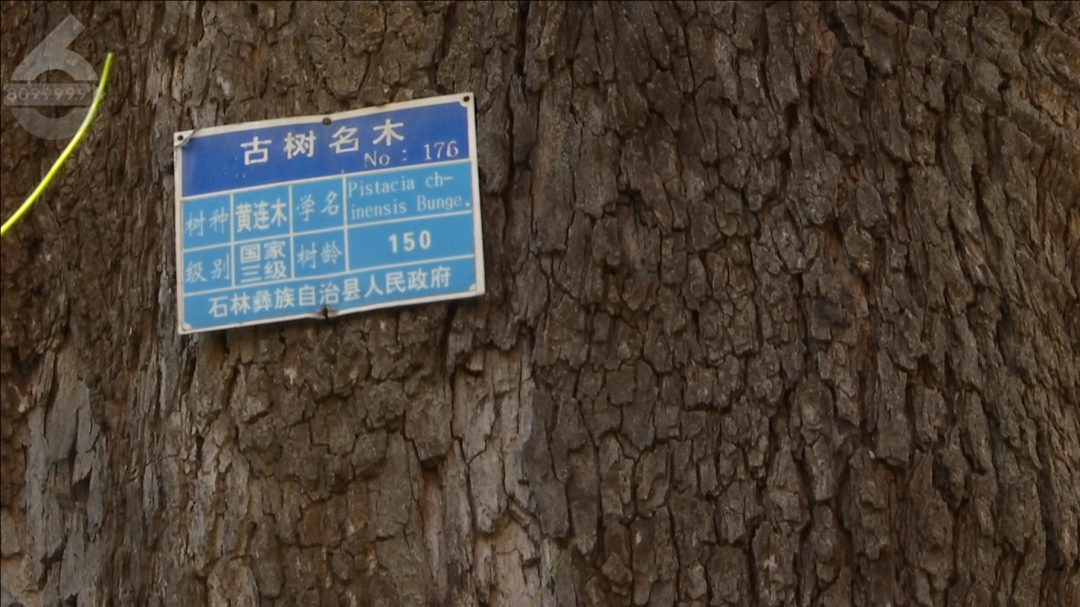 古树名木
No: 176
树种 黄连木 学名 Pistacia ch-
inensis Bunge.
级别 国家
三级 树龄 150
石林彝族自治县人民政府